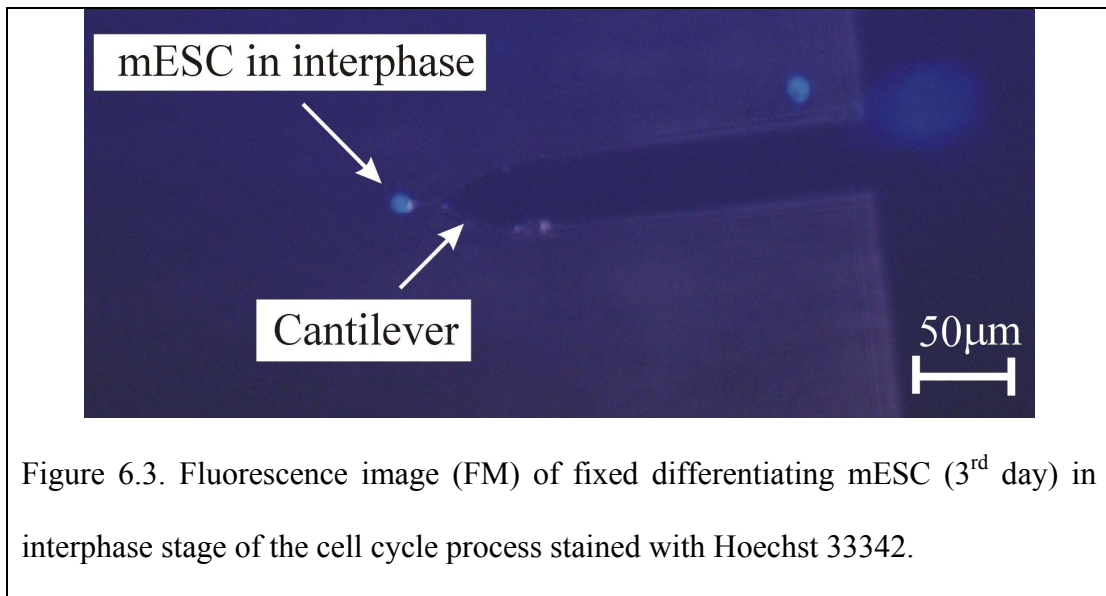 mESC in interphase
Cantilever
50μm
Figure 6.3. Fluorescence image (FM) of fixed differentiating mESC (3rd day) in
interphase stage of the cell cycle process stained with Hoechst 33342.